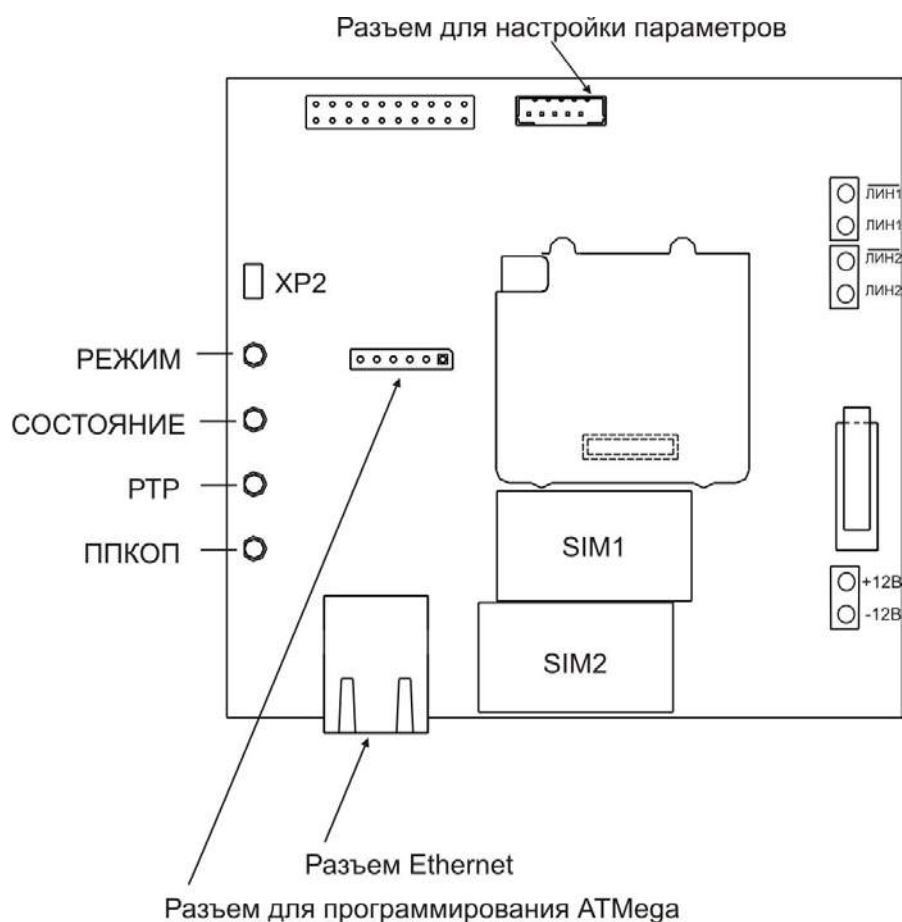 Разъем для настройки параметров
ЛИН1
ЛИН1
ЛИН2
ЛИН2
XP2
РЕЖИМ
СОСТОЯНИЕ
РТР
ППКОП
SIM1
+12В
-12В
SIM2
Разъем Ethernet
Разъем для программирования ATMega